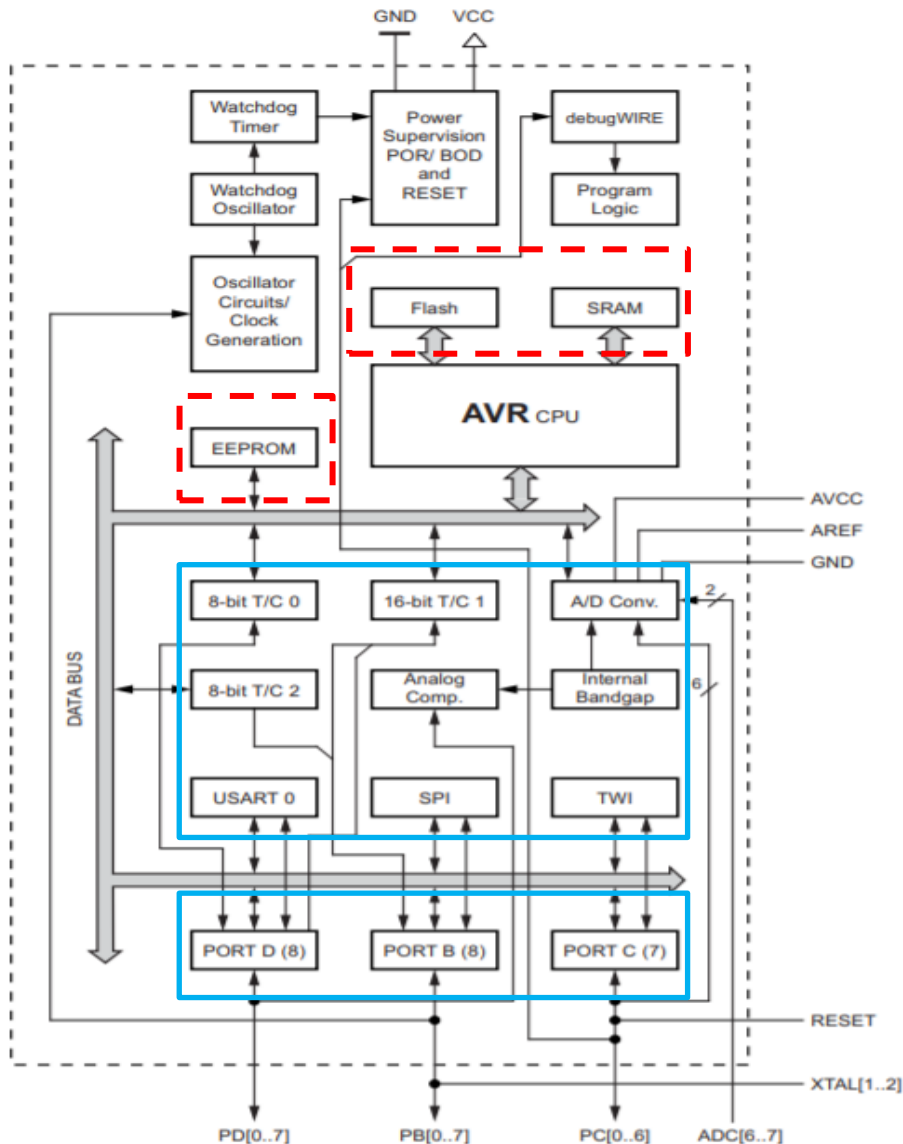 GND
VCC
Watchdog
Timer
Power
Supervision
POR/ BOD
and
RESET
debugWIRE
Watchdog
Oscillator
Program
Logic
Oscillator
Circuits/
Clock
Generation
Flash
SRAM
AVR CPU
EEPROM
AVCC
AREF
GND
8-bit T/C 0
16-bit T/C 1
A/D Conv.
2
DATA BUS
8-bit T/C 2
Analog
Comp.
Internal
Bandgap
6
USART 0
SPI
TWI
PORT D (8)
PORT B (8)
PORT C (7)
RESET
XTAL[1..2]
PD[0..7]
PB[0..7]
PC[0..6]
ADC[6..7]